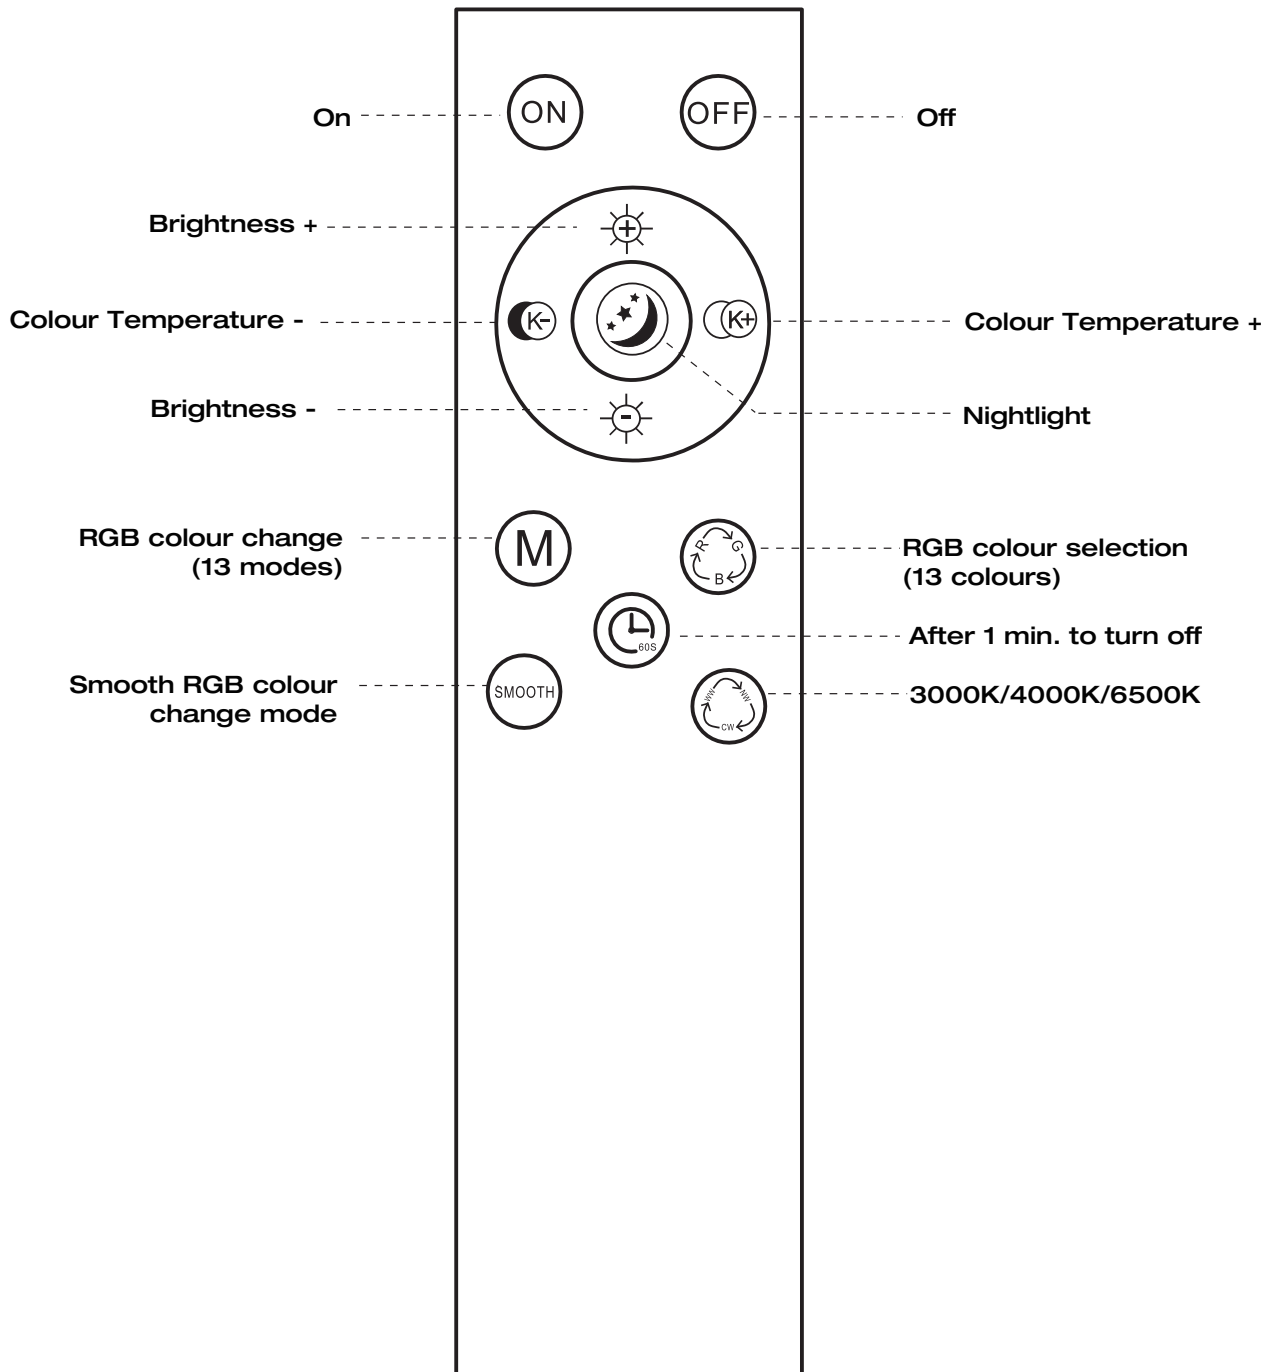 On
ON
OFF
Off
Brightness +
+
Colour Temperature -
K-
K+
Colour Temperature +
Brightness -
-
Nightlight
RGB colour change
(13 modes)
M
R
G
B
RGB colour selection
(13 colours)
60S
After 1 min. to turn off
Smooth RGB colour
change mode
SMOOTH
WW
NW
CW
3000K/4000K/6500K